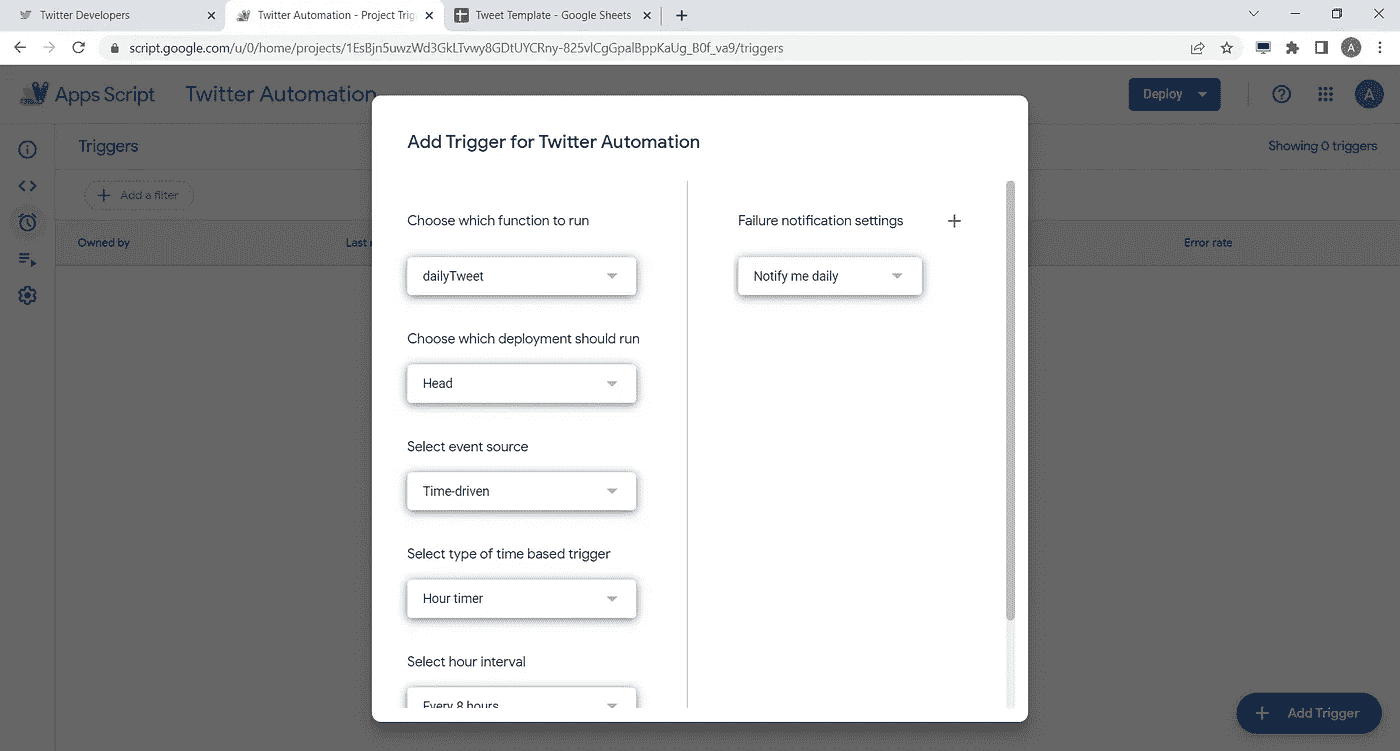 Twitter Developers
Twitter Automation - Project Trig
Tweet Template - Google Sheets
script.google.com/u/0/home/projects/1EsBjn5uwzWd3GkLTvwy8GDtUYCRny-825vlCgGpalBppKaUg_B0f_va9/triggers
A
Apps Script
Twitter Automation
Deploy
A
Triggers
Showing 0 triggers
Add a filter
Owned by
Last r
Error rate
Add Trigger for Twitter Automation
Choose which function to run
dailyTweet
Choose which deployment should run
Head
Select event source
Time-driven
Select type of time based trigger
Hour timer
Select hour interval
Every 8 hours
Failure notification settings
Notify me daily
Add Trigger